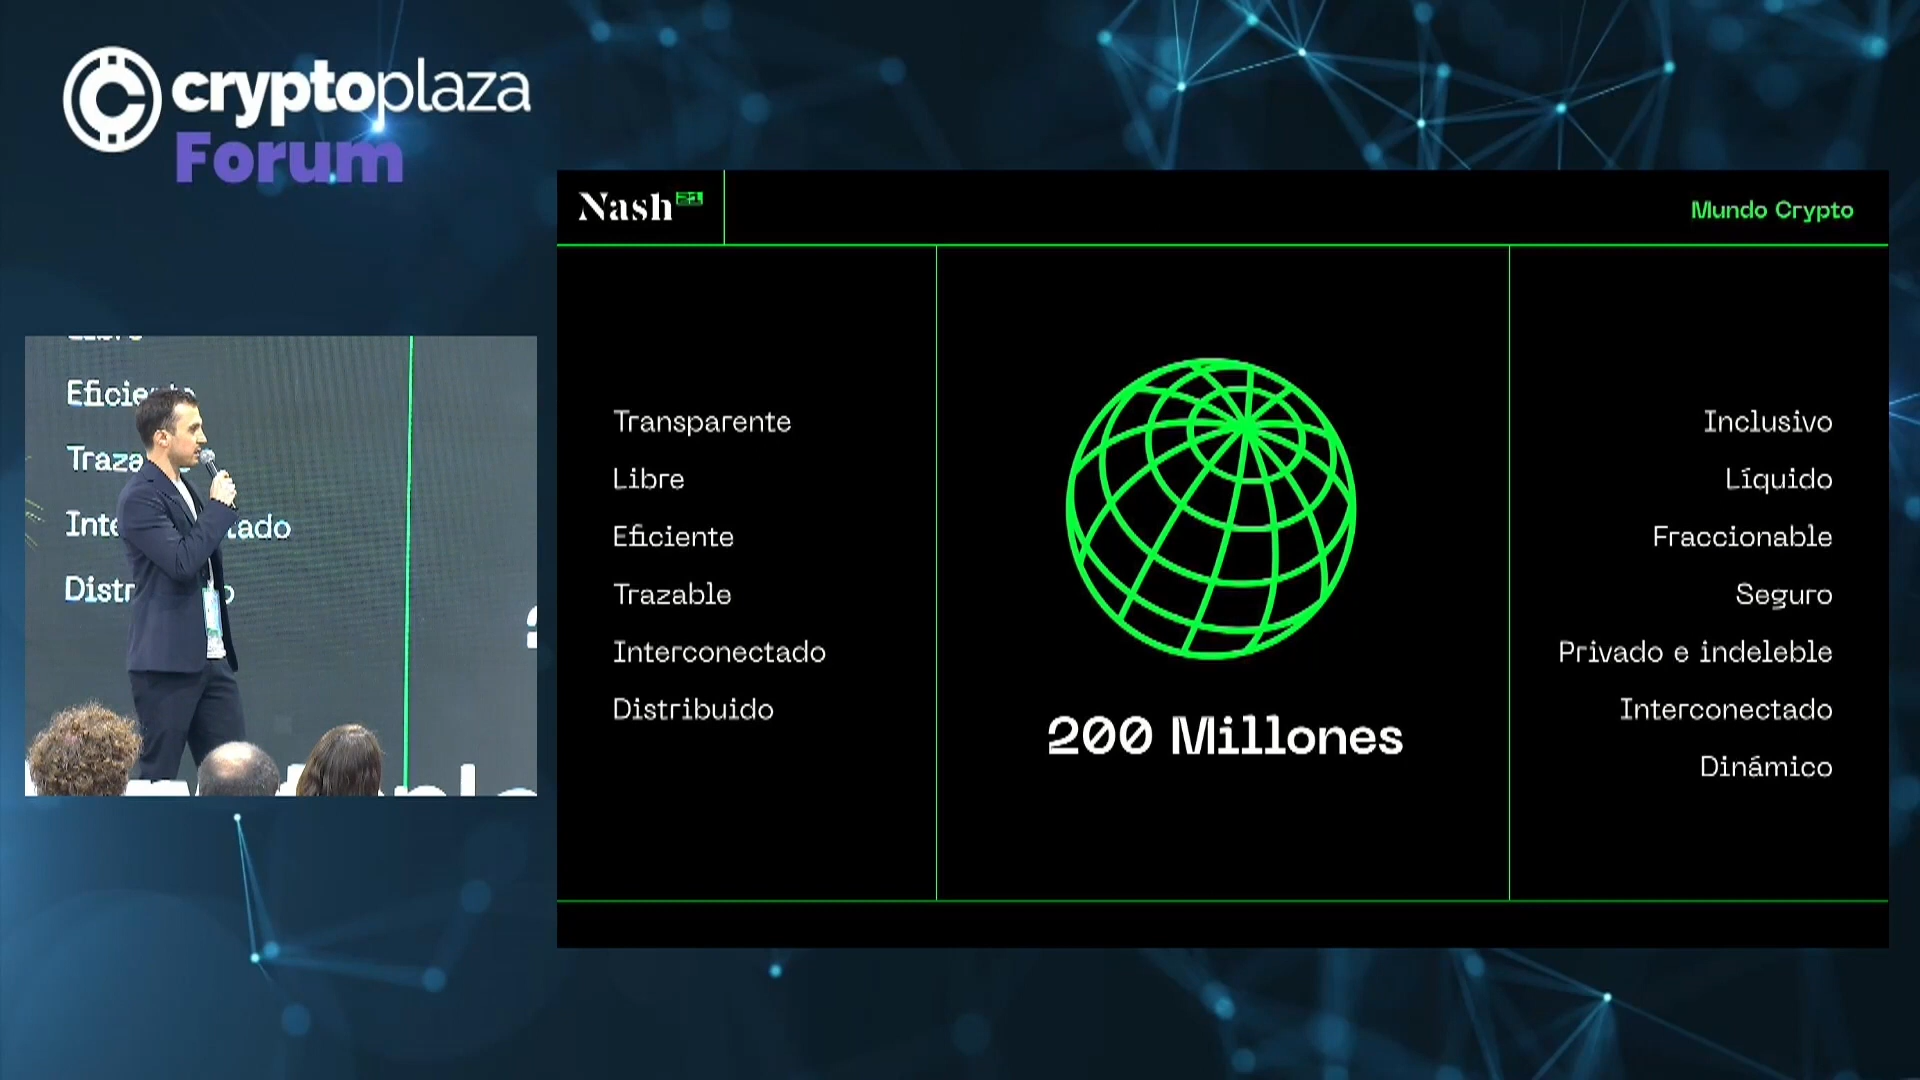 cryptoplaza
Forum
Nash 21
Mundo Crypto
Transparente
Libre
Eficiente
Trazable
Interconectado
Distribuido
200 Millones
Inclusivo
Líquido
Fraccionable
Seguro
Privado e indeleble
Interconectado
Dinámico